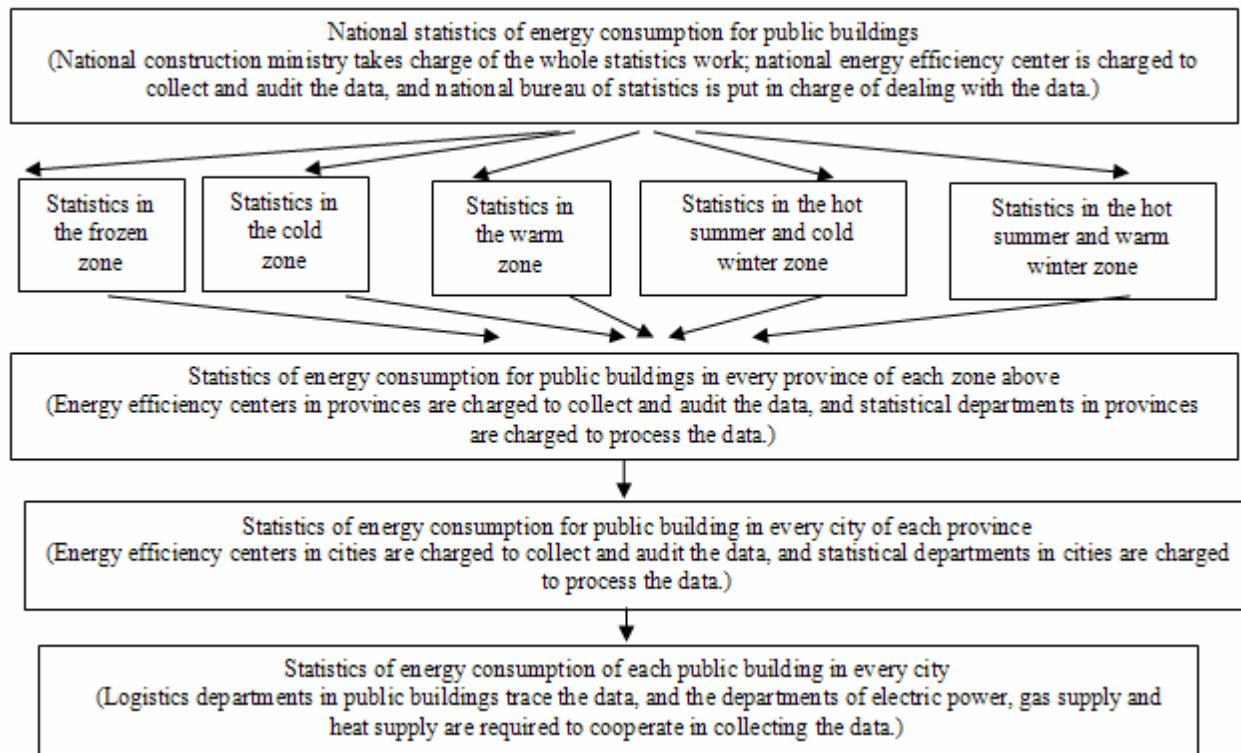 National statistics of energy consumption for public buildings
(National construction ministry takes charge of the whole statistics work; national energy efficiency center is charged to
collect and audit the data, and national bureau of statistics is put in charge of dealing with the data.)
Statistics in
the frozen
zone
Statistics in
the cold
zone
Statistics in
the warm
zone
Statistics in the hot
summer and cold
winter zone
Statistics in the hot
summer and warm
winter zone
Statistics of energy consumption for public buildings in every province of each zone above
(Energy efficiency centers in provinces are charged to collect and audit the data, and statistical departments in provinces
are charged to process the data.)
Statistics of energy consumption for public building in every city of each province
(Energy efficiency centers in cities are charged to collect and audit the data, and statistical departments in cities are charged
to process the data.)
Statistics of energy consumption of each public building in every city
(Logistics departments in public buildings trace the data, and the departments of electric power, gas supply and
heat supply are required to cooperate in collecting the data.)